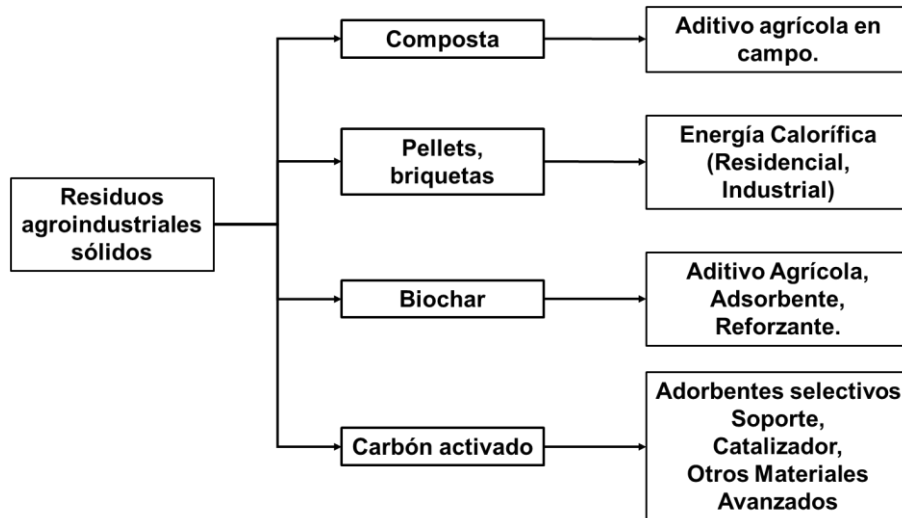 Residuos
agroindustriales
sólidos
Composta
Aditivo agrícola en
campo.
Pellets,
briquetas
Energía Calorífica
(Residencial,
Industrial)
Biochar
Aditivo Agrícola,
Adsorbente,
Reforzante.
Carbón activado
Adorbentes selectivos
Soporte,
Catalizador,
Otros Materiales
Avanzados